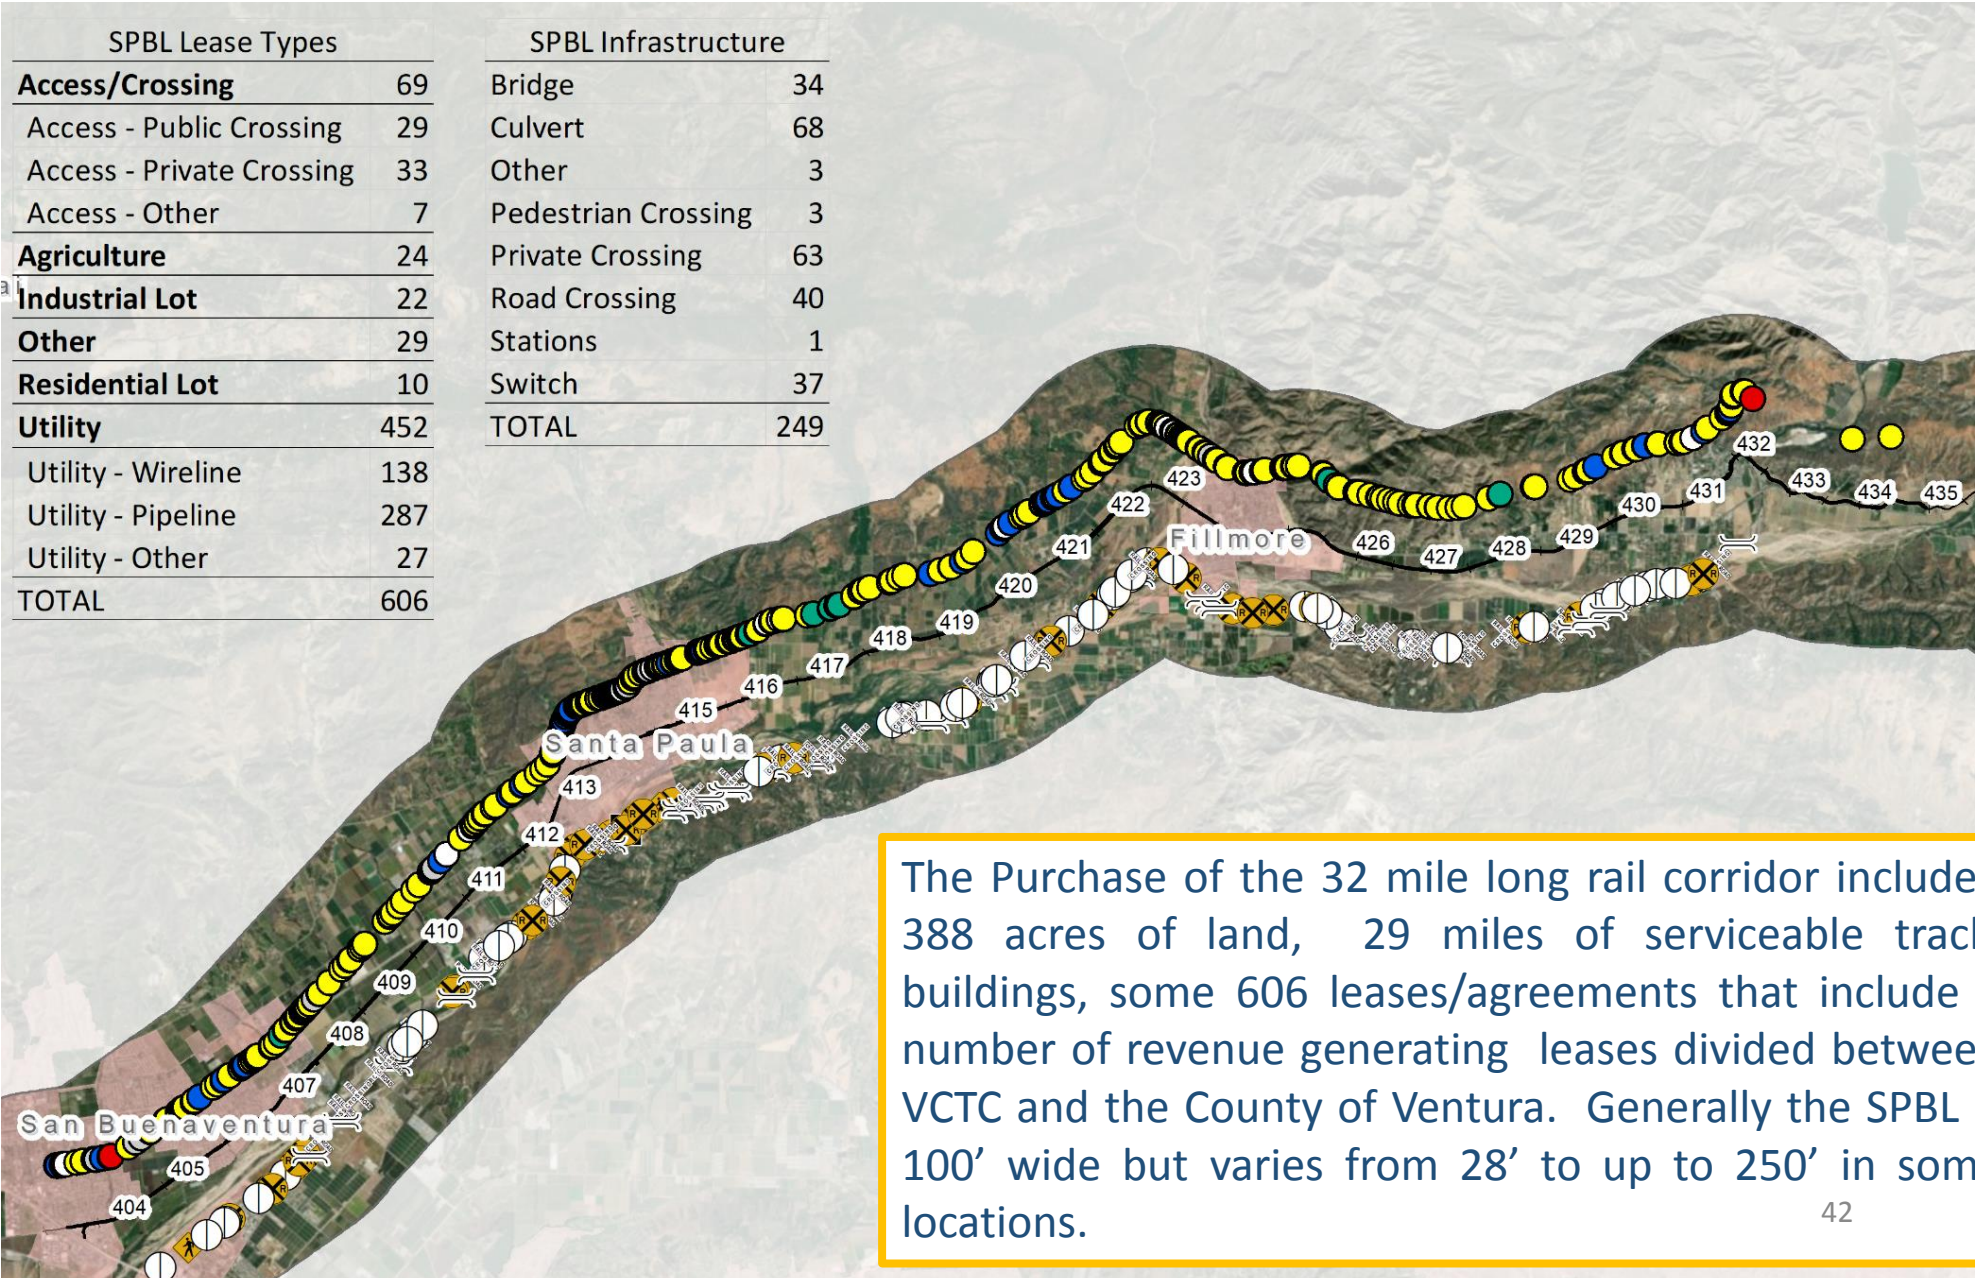 SPBL Lease Types
Access/Crossing 69
Access - Public Crossing 29
Access - Private Crossing 33
Access - Other 7
Agriculture 24
Industrial Lot 22
Other 29
Residential Lot 10
Utility 452
Utility - Wireline 138
Utility - Pipeline 287
Utility - Other 27
TOTAL 606
SPBL Infrastructure
Bridge 34
Culvert 68
Other 3
Pedestrian Crossing 3
Private Crossing 63
Road Crossing 40
Stations 1
Switch 37
TOTAL 249
432
433
434
435
431
430
429
428
427
426
423
422
Fillmore
421
420
419
418
417
416
415
Santa Paula
413
412
411
410
409
408
407
San Buenaventura
405
404
The Purchase of the 32 mile long rail corridor include
388 acres of land, 29 miles of serviceable trac
buildings, some 606 leases/agreements that include
number of revenue generating leases divided betwee
VCTC and the County of Ventura. Generally the SPBL
100’ wide but varies from 28’ to up to 250’ in som
locations.
42